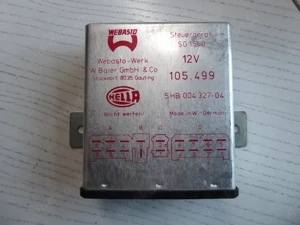 WEBASTO
Steuergerät
SG 1580
12V
Webasto-Werk
W. Baier GmbH & Co
105.499
Stockdorf 8035 Gauting
HELLA
5HB 004 327-04
Nicht werfen!
Made in W.-Germany
A B C D